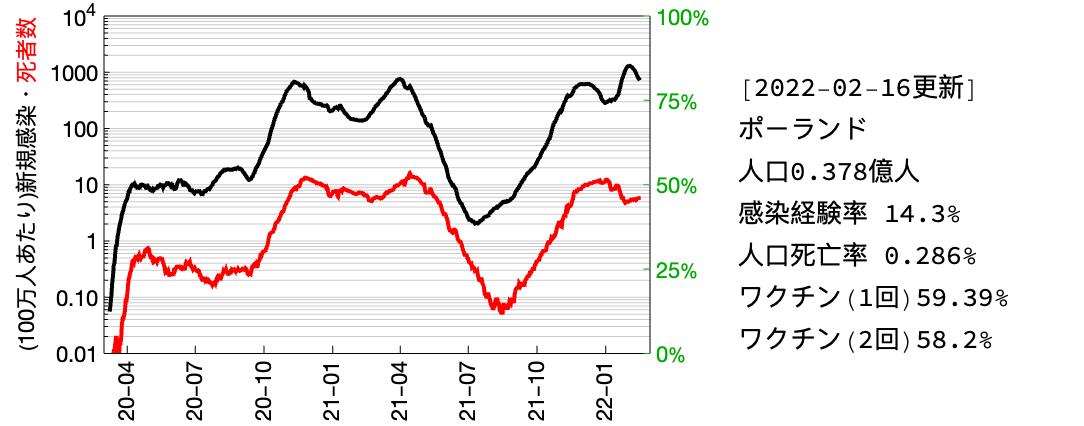 (100万人あたり)新規感染・死者数
10^4
1000
100
10
1
0.10
0.01
100%
75%
50%
25%
0%
20-04
20-07
20-10
21-01
21-04
21-07
21-10
22-01
[2022-02-16更新]
ポーランド
人口0.378億人
感染経験率 14.3%
人口死亡率 0.286%
ワクチン(1回)59.39%
ワクチン(2回)58.2%